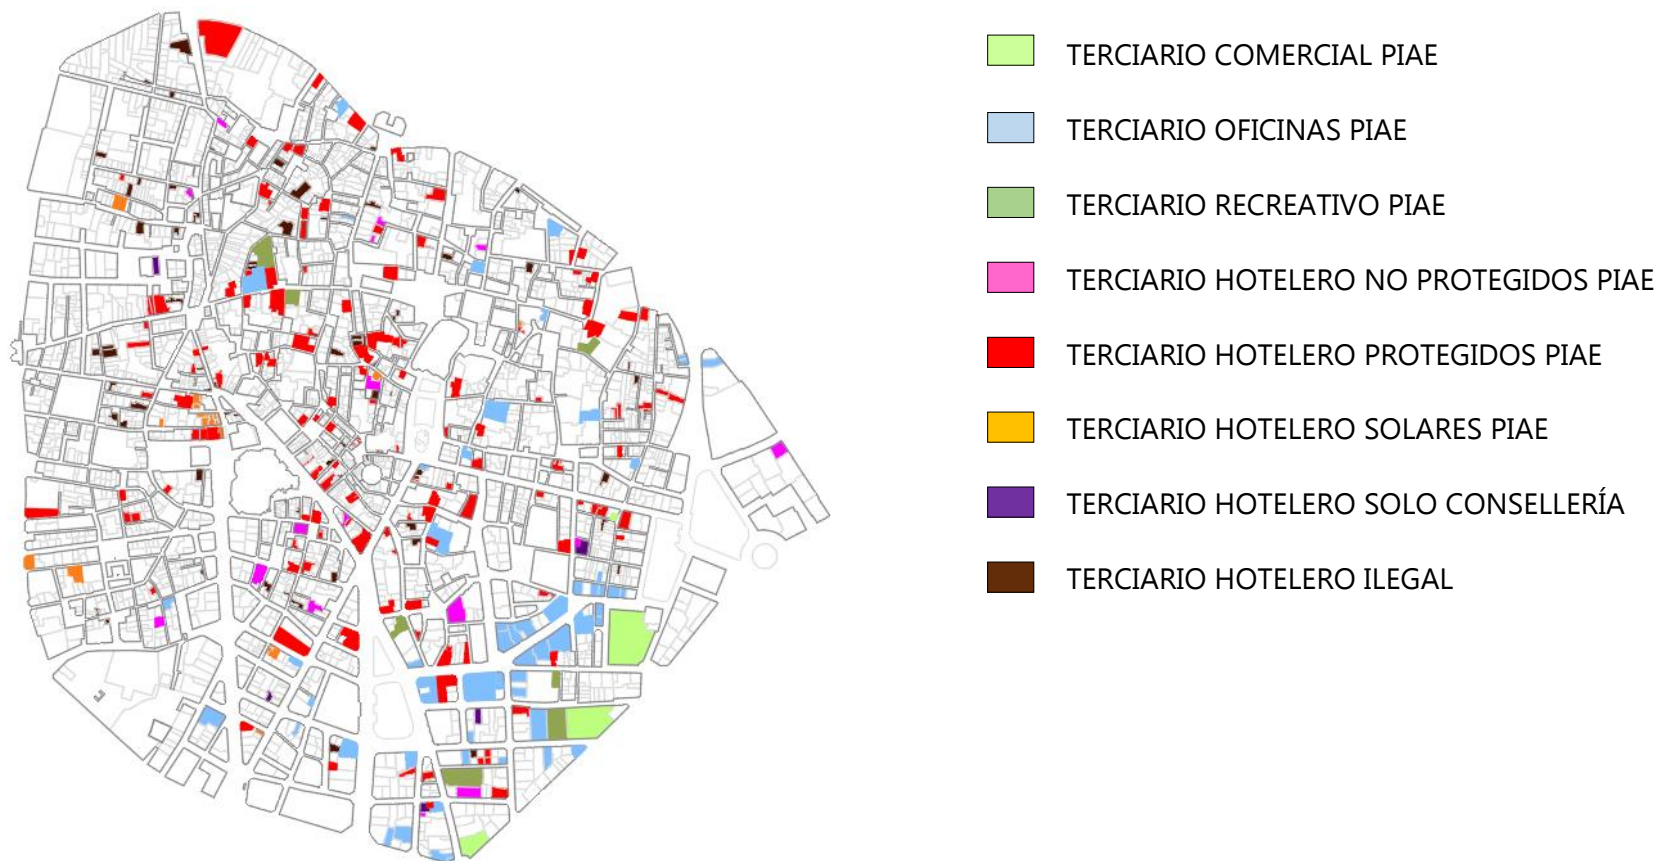 TERCIARIO COMERCIAL PIAE
TERCIARIO OFICINAS PIAE
TERCIARIO RECREATIVO PIAE
TERCIARIO HOTELERO NO PROTEGIDOS PIAE
TERCIARIO HOTELERO PROTEGIDOS PIAE
TERCIARIO HOTELERO SOLARES PIAE
TERCIARIO HOTELERO SOLO CONSELLERÍA
TERCIARIO HOTELERO ILEGAL